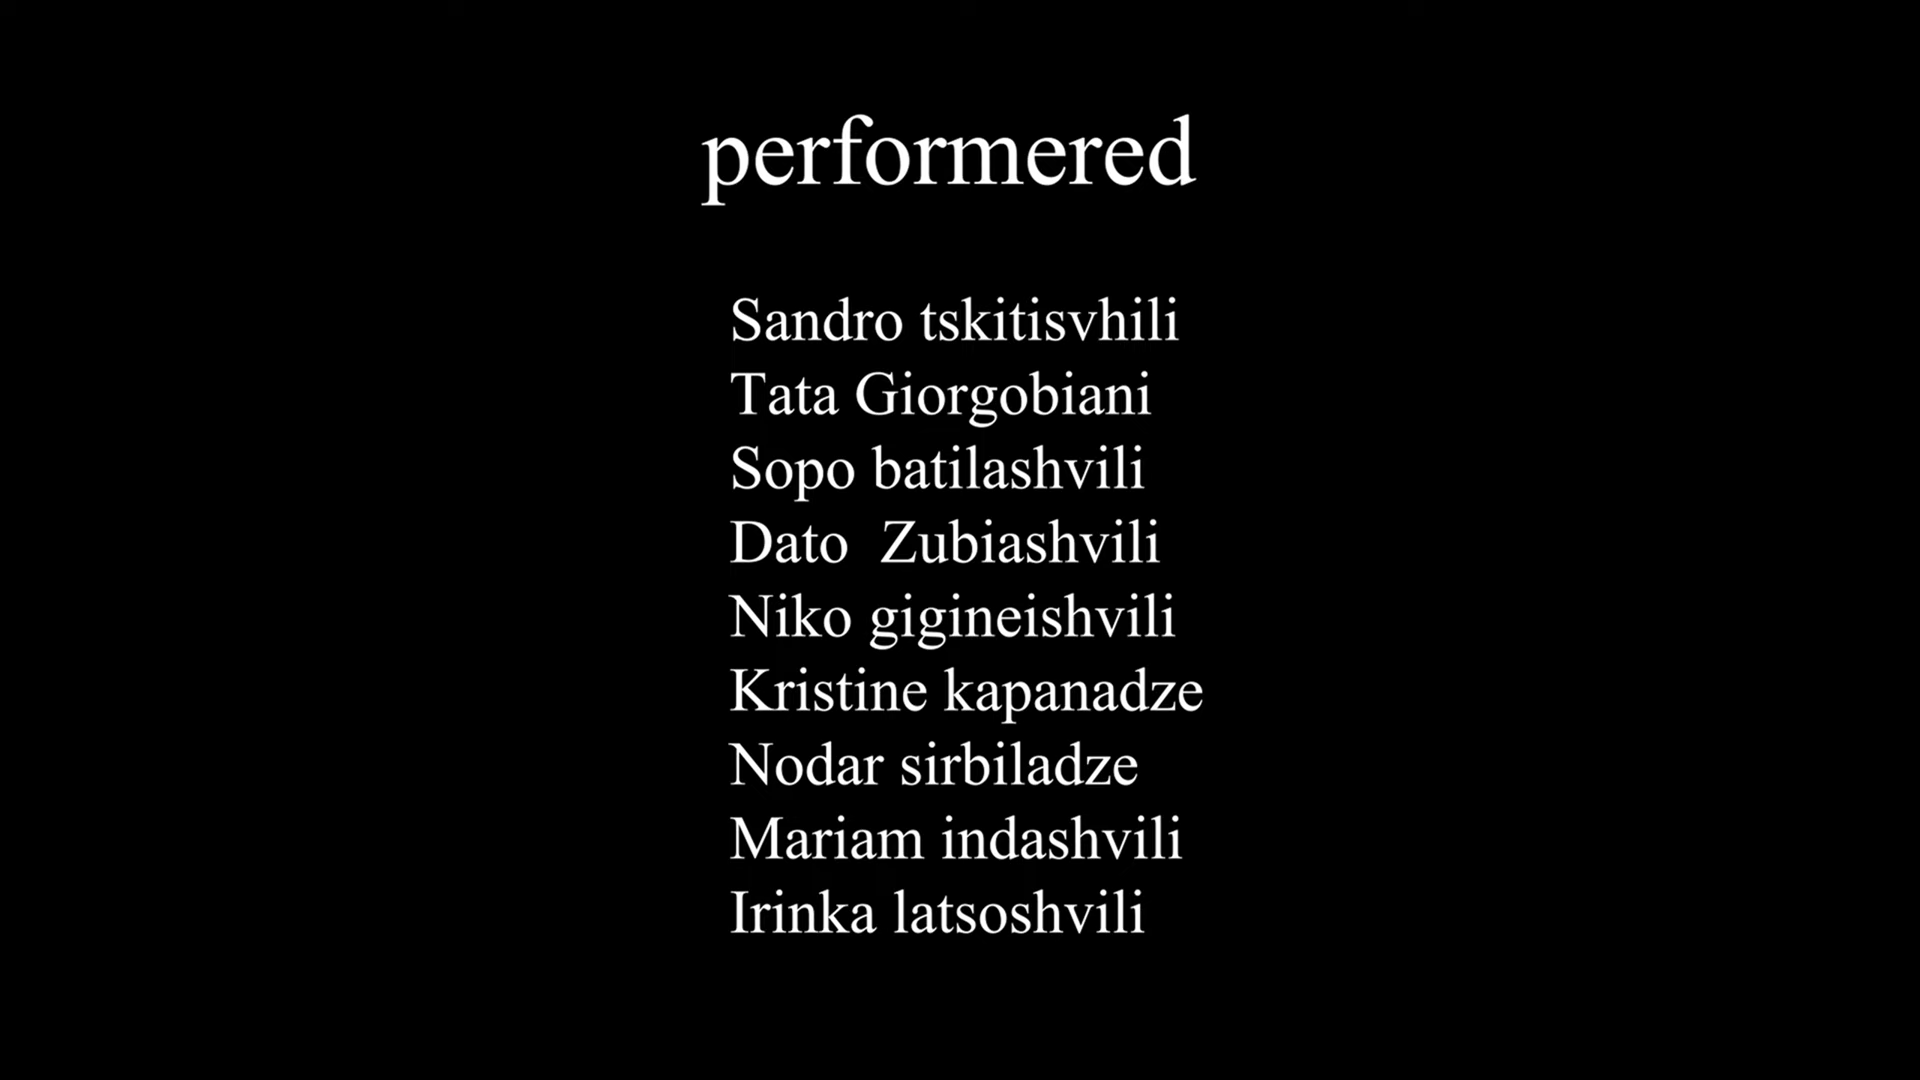 performered
Sandro tskitisvhili
Tata Giorgobiani
Sopo batilashvili
Dato  Zubiashvili
Niko gigineishvili
Kristine kapanadze
Nodar sirbiladze
Mariam indashvili
Irinka latsoshvili